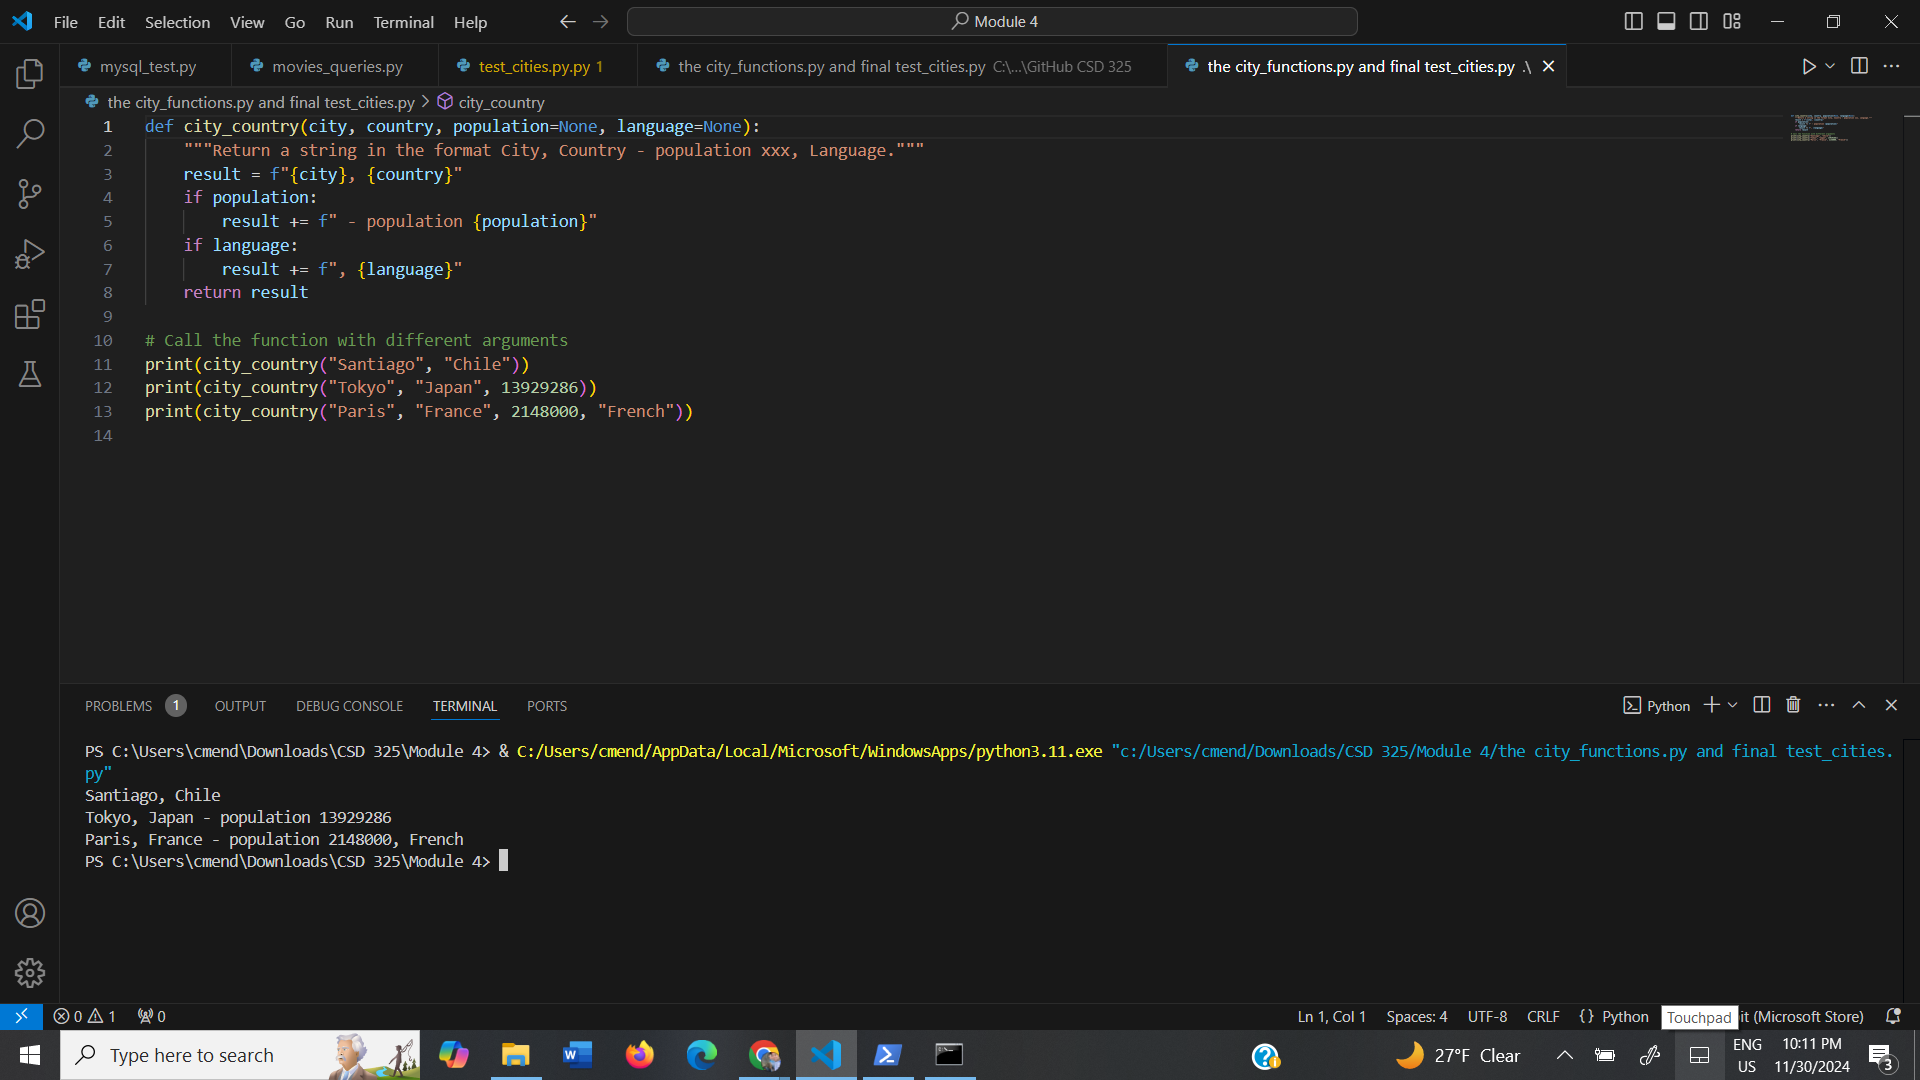 File Edit Selection View Go Run Terminal Help
Module 4
mysql_test.py movies_queries.py test_cities.py.py 1 the city_functions.py and final test_cities.py C:\...\GitHub CSD 325 the city_functions.py and final test_cities.py .\
the city_functions.py and final test_cities.py > city_country
1 def city_country(city, country, population=None, language=None):
2 """Return a string in the format City, Country - population xxx, Language."""
3 result = f"{city}, {country}"
4 if population:
5 result += f" - population {population}"
6 if language:
7 result += f", {language}"
8 return result
9
10 # Call the function with different arguments
11 print(city_country("Santiago", "Chile"))
12 print(city_country("Tokyo", "Japan", 13929286))
13 print(city_country("Paris", "France", 2148000, "French"))
14
PROBLEMS 1 OUTPUT DEBUG CONSOLE TERMINAL PORTS
Python
PS C:\Users\cmend\Downloads\CSD 325\Module 4> & C:/Users/cmend/AppData/Local/Microsoft/WindowsApps/python3.11.exe "c:/Users/cmend/Downloads/CSD 325/Module 4/the city_functions.py and final test_cities.
py"
Santiago, Chile
Tokyo, Japan - population 13929286
Paris, France - population 2148000, French
PS C:\Users\cmend\Downloads\CSD 325\Module 4>
0 1 0 Ln 1, Col 1 Spaces: 4 UTF-8 CRLF {} Python Touchpad it (Microsoft Store)
Type here to search
27°F Clear
ENG
US
10:11 PM
11/30/2024
3